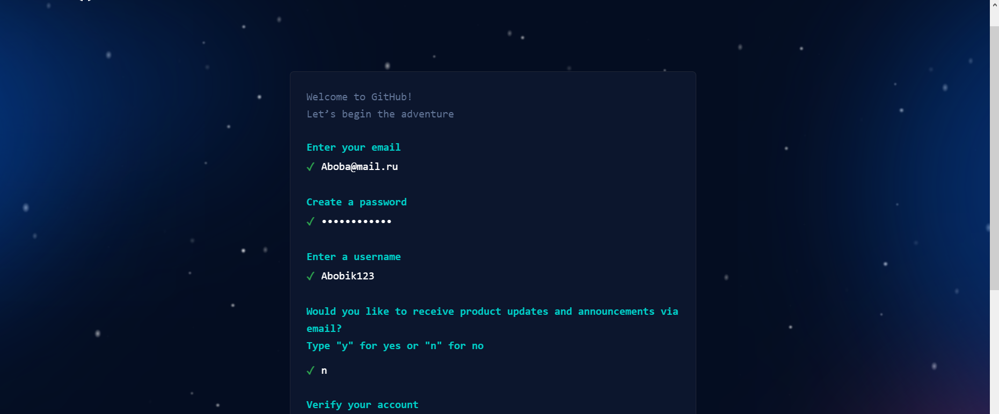 Welcome to GitHub!
Let’s begin the adventure
Enter your email
✓ Aboba@mail.ru
Create a password
✓ ••••••••••••
Enter a username
✓ Abobik123
Would you like to receive product updates and announcements via
email?
Type "y" for yes or "n" for no
✓ n
Verify your account